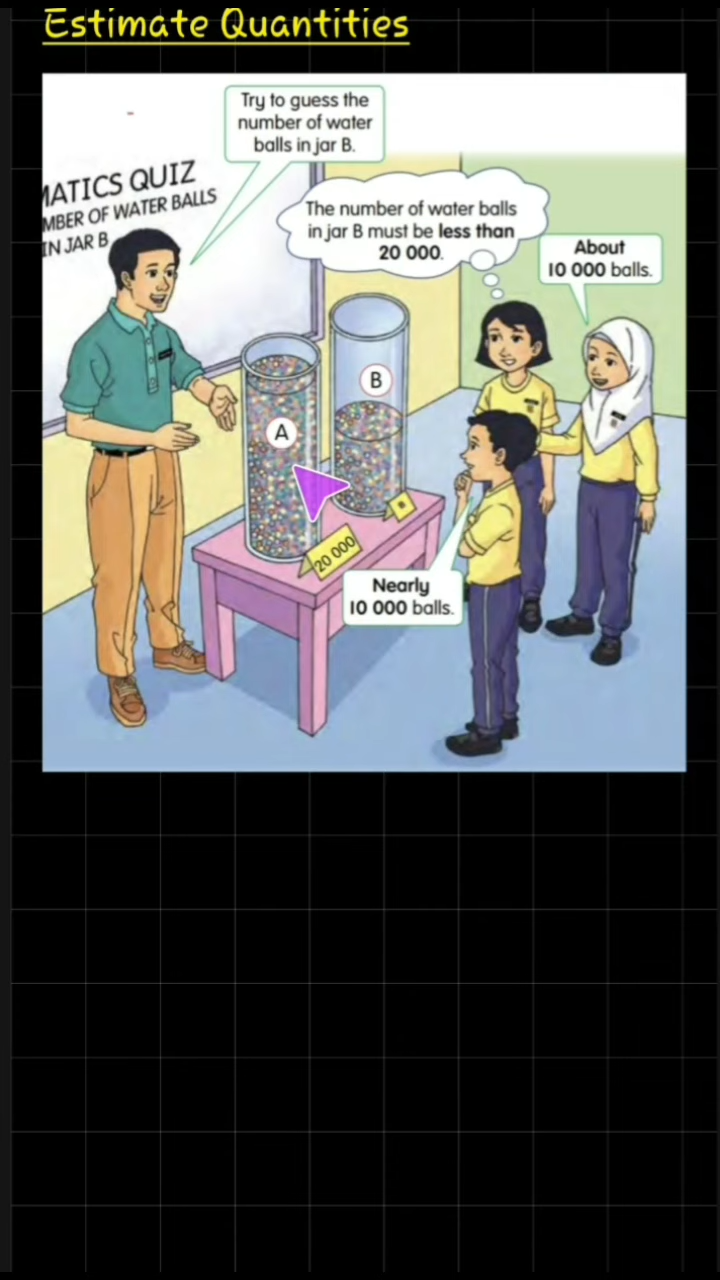 Estimate Quantities
Try to guess the
number of water
balls in jar B.
MATICS QUIZ
MBER OF WATER BALLS
IN JAR B
The number of water balls
in jar B must be less than
20 000.
About
10 000 balls.
A
B
20 000
Nearly
10 000 balls.